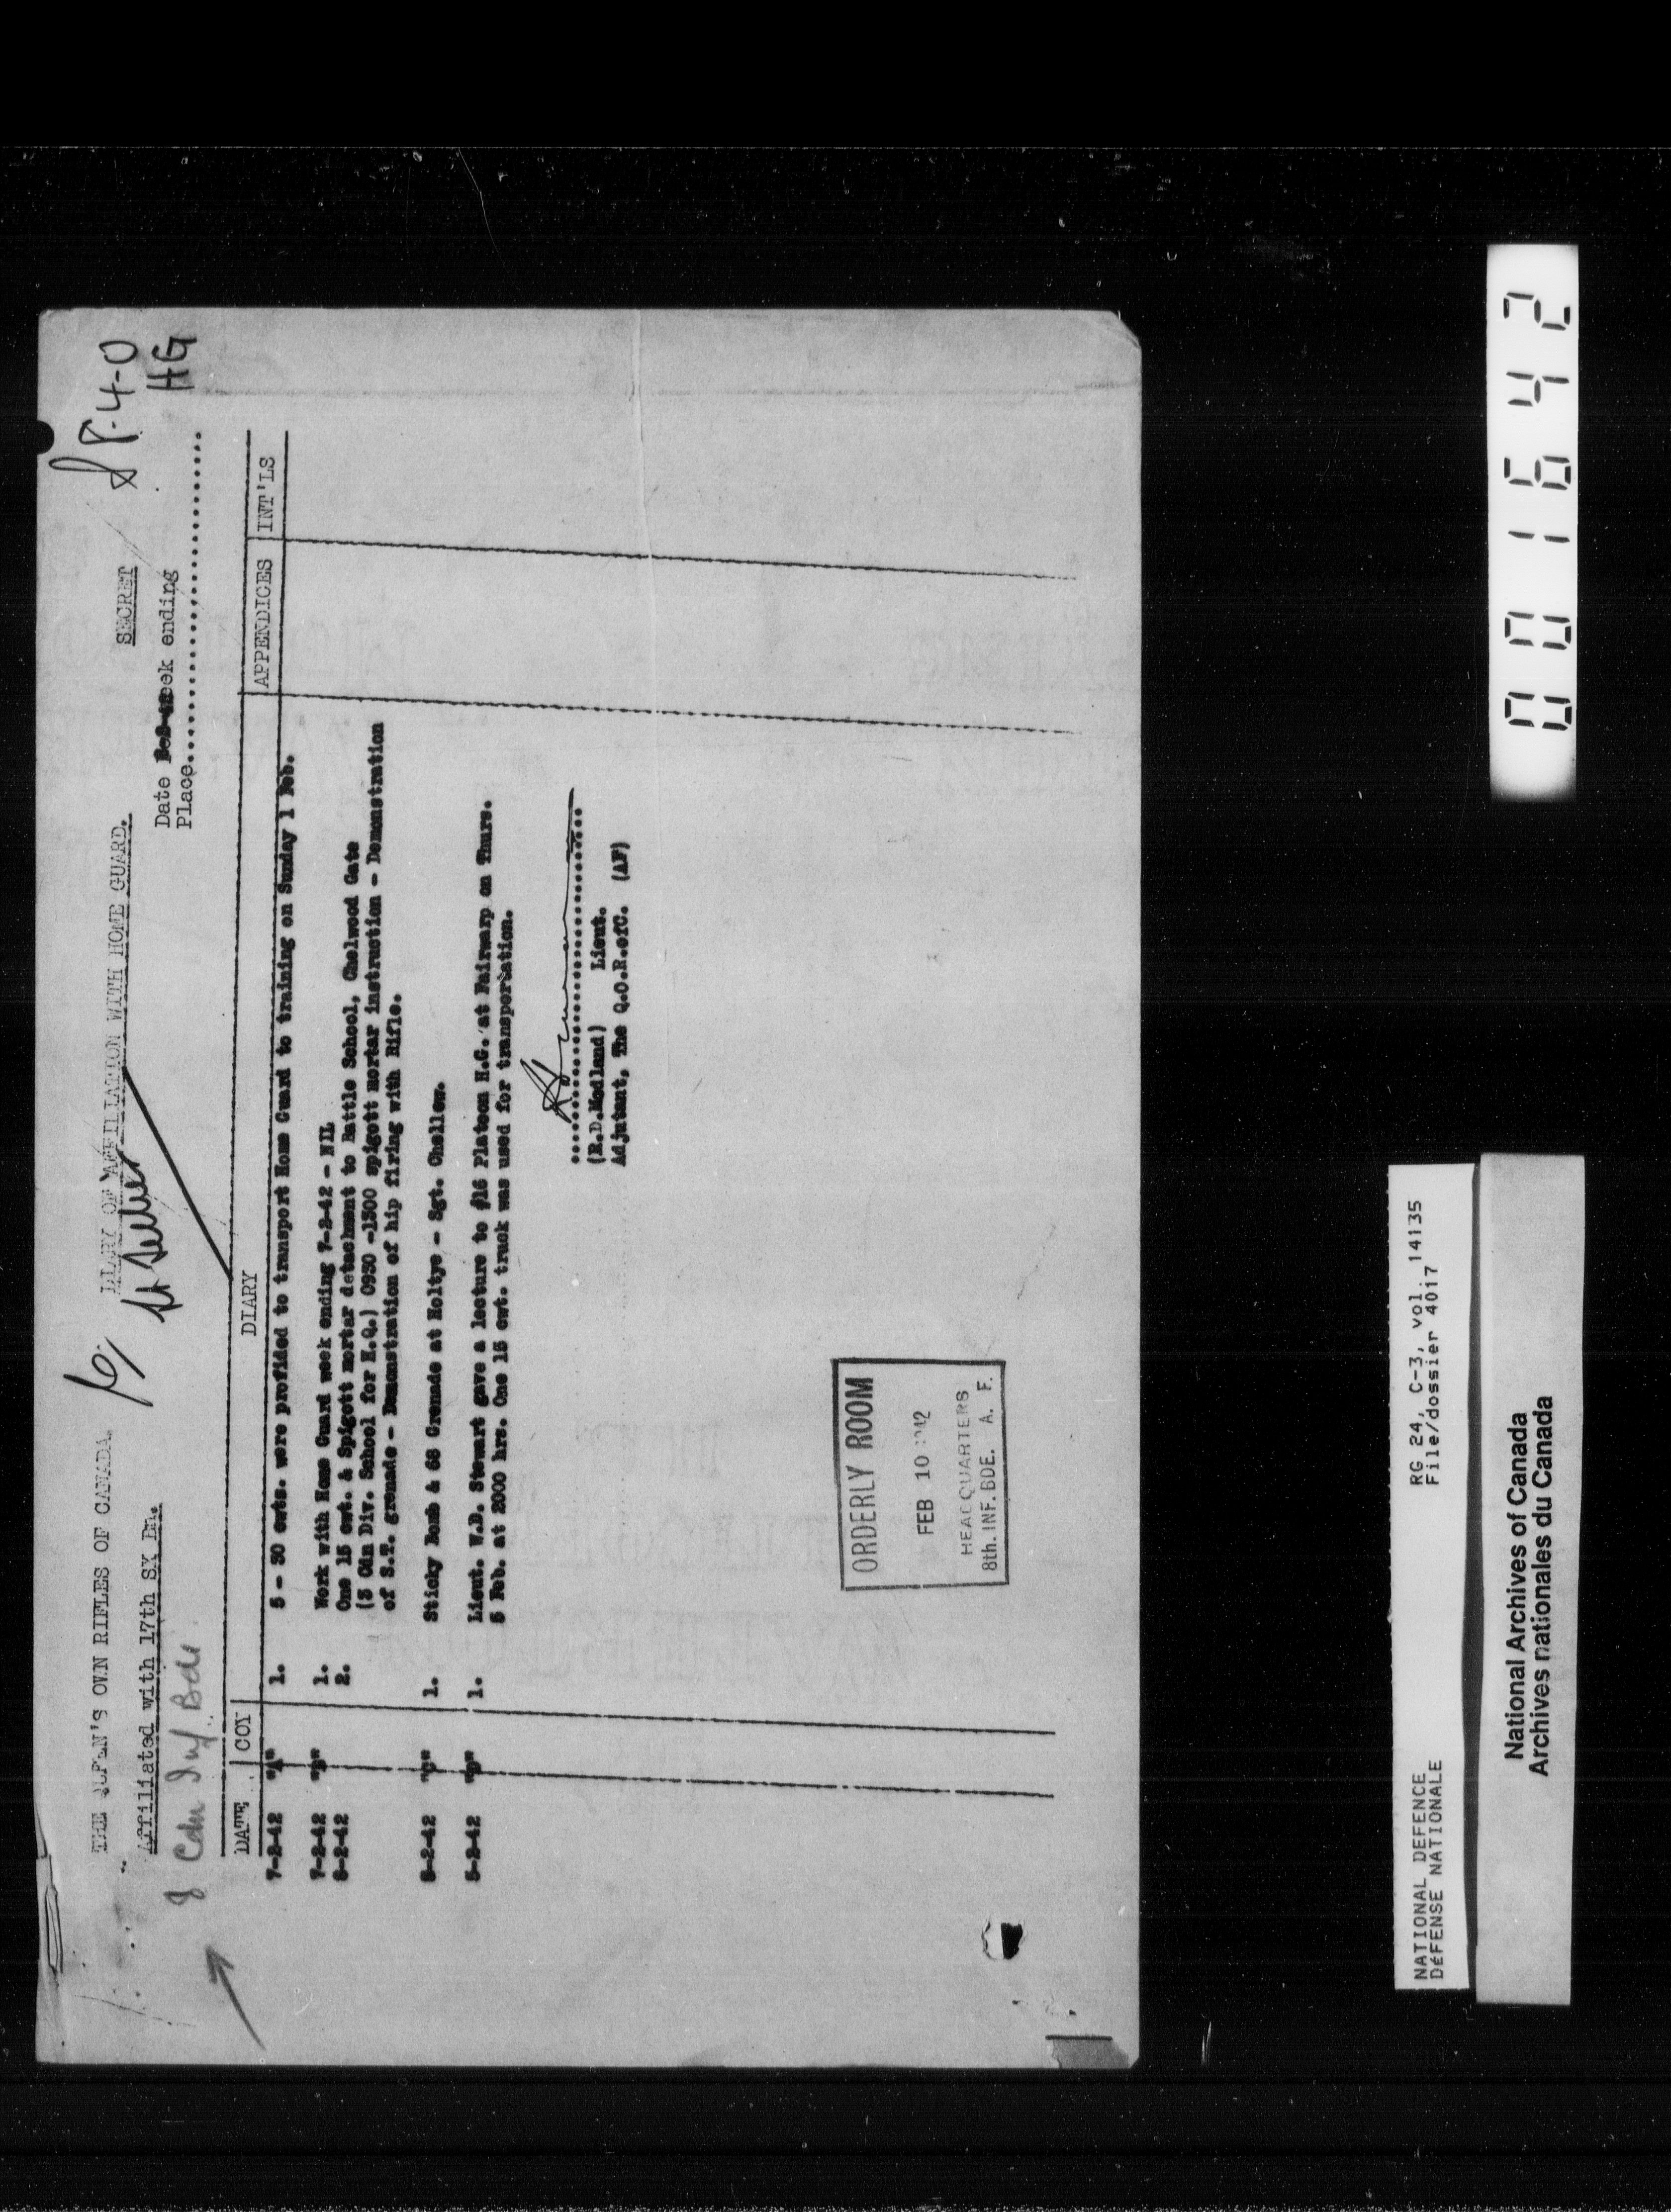 THE QUEEN'S OWN RIFLES OF CANADA.
DIARY OF AFFILIATION WITH HOME GUARD.
SECRET
8-4-0
HG
Affiliated with 17th SX Bn.
Date week ending
Place
8 Cdn Inf Bde
DATE COY DIARY APPENDICES INT'LS
7-2-42 "A" 1. 5 - 30 cwts. were profided to transport Home Guard to training on Sunday 1 Feb.
7-2-42 "B" 1. Work with Home Guard week ending 7-2-42 - NIL
8-2-42 2. One 15 cwt. & Spigott mortar detachment to Battle School, Chelwood Gate
(3 Cdn Div. School for H.Q.) 0930 -1300 spigott mortar instruction - Demonstration
of S.T. grenade - Demonstration of hip firing with Rifle.
8-2-42 "C" 1. Sticky Bomb & 68 Grenade at Holtye - Sgt. Chellew.
5-2-42 "D" 1. Lieut. W.D. Stewart gave a lecture to #16 Platoon H.G. at Fairwarp on Thurs.
5 Feb. at 2000 hrs. One 15 cwt. truck was used for transportation.
(R.D.Medland) Lieut.
Adjutant, The Q.O.R.ofC. (AF)
ORDERLY ROOM
FEB 10 1942
HEADQUARTERS
8th. INF. BDE. A. F.
NATIONAL DEFENCE RG 24, C-3, vol. 14135
DéFENSE NATIONALE File/dossier 4017
National Archives of Canada
Archives nationales du Canada
001642